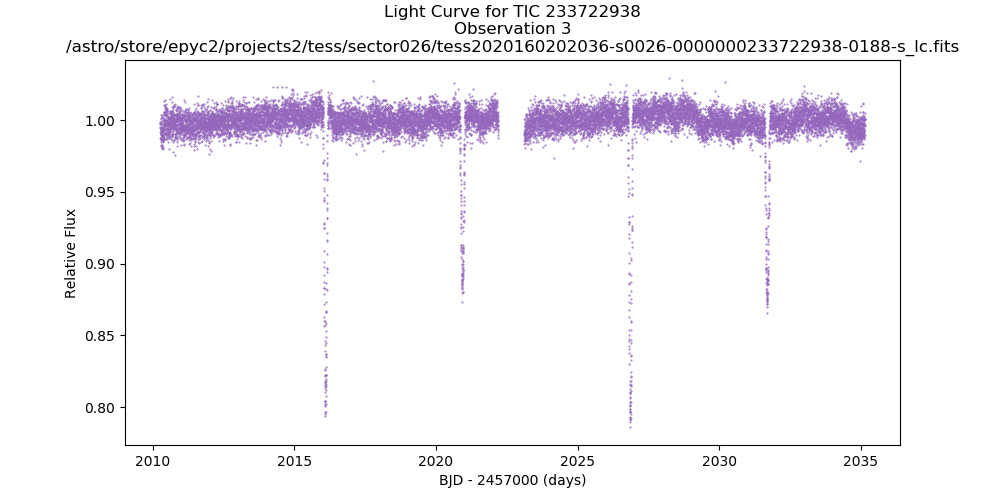 Light Curve for TIC 233722938
Observation 3
/astro/store/epyc2/projects2/tess/sector026/tess2020160202036-s0026-0000000233722938-0188-s_lc.fits
1.00
0.95
0.90
0.85
0.80
Relative Flux
2010 2015 2020 2025 2030 2035
BJD - 2457000 (days)